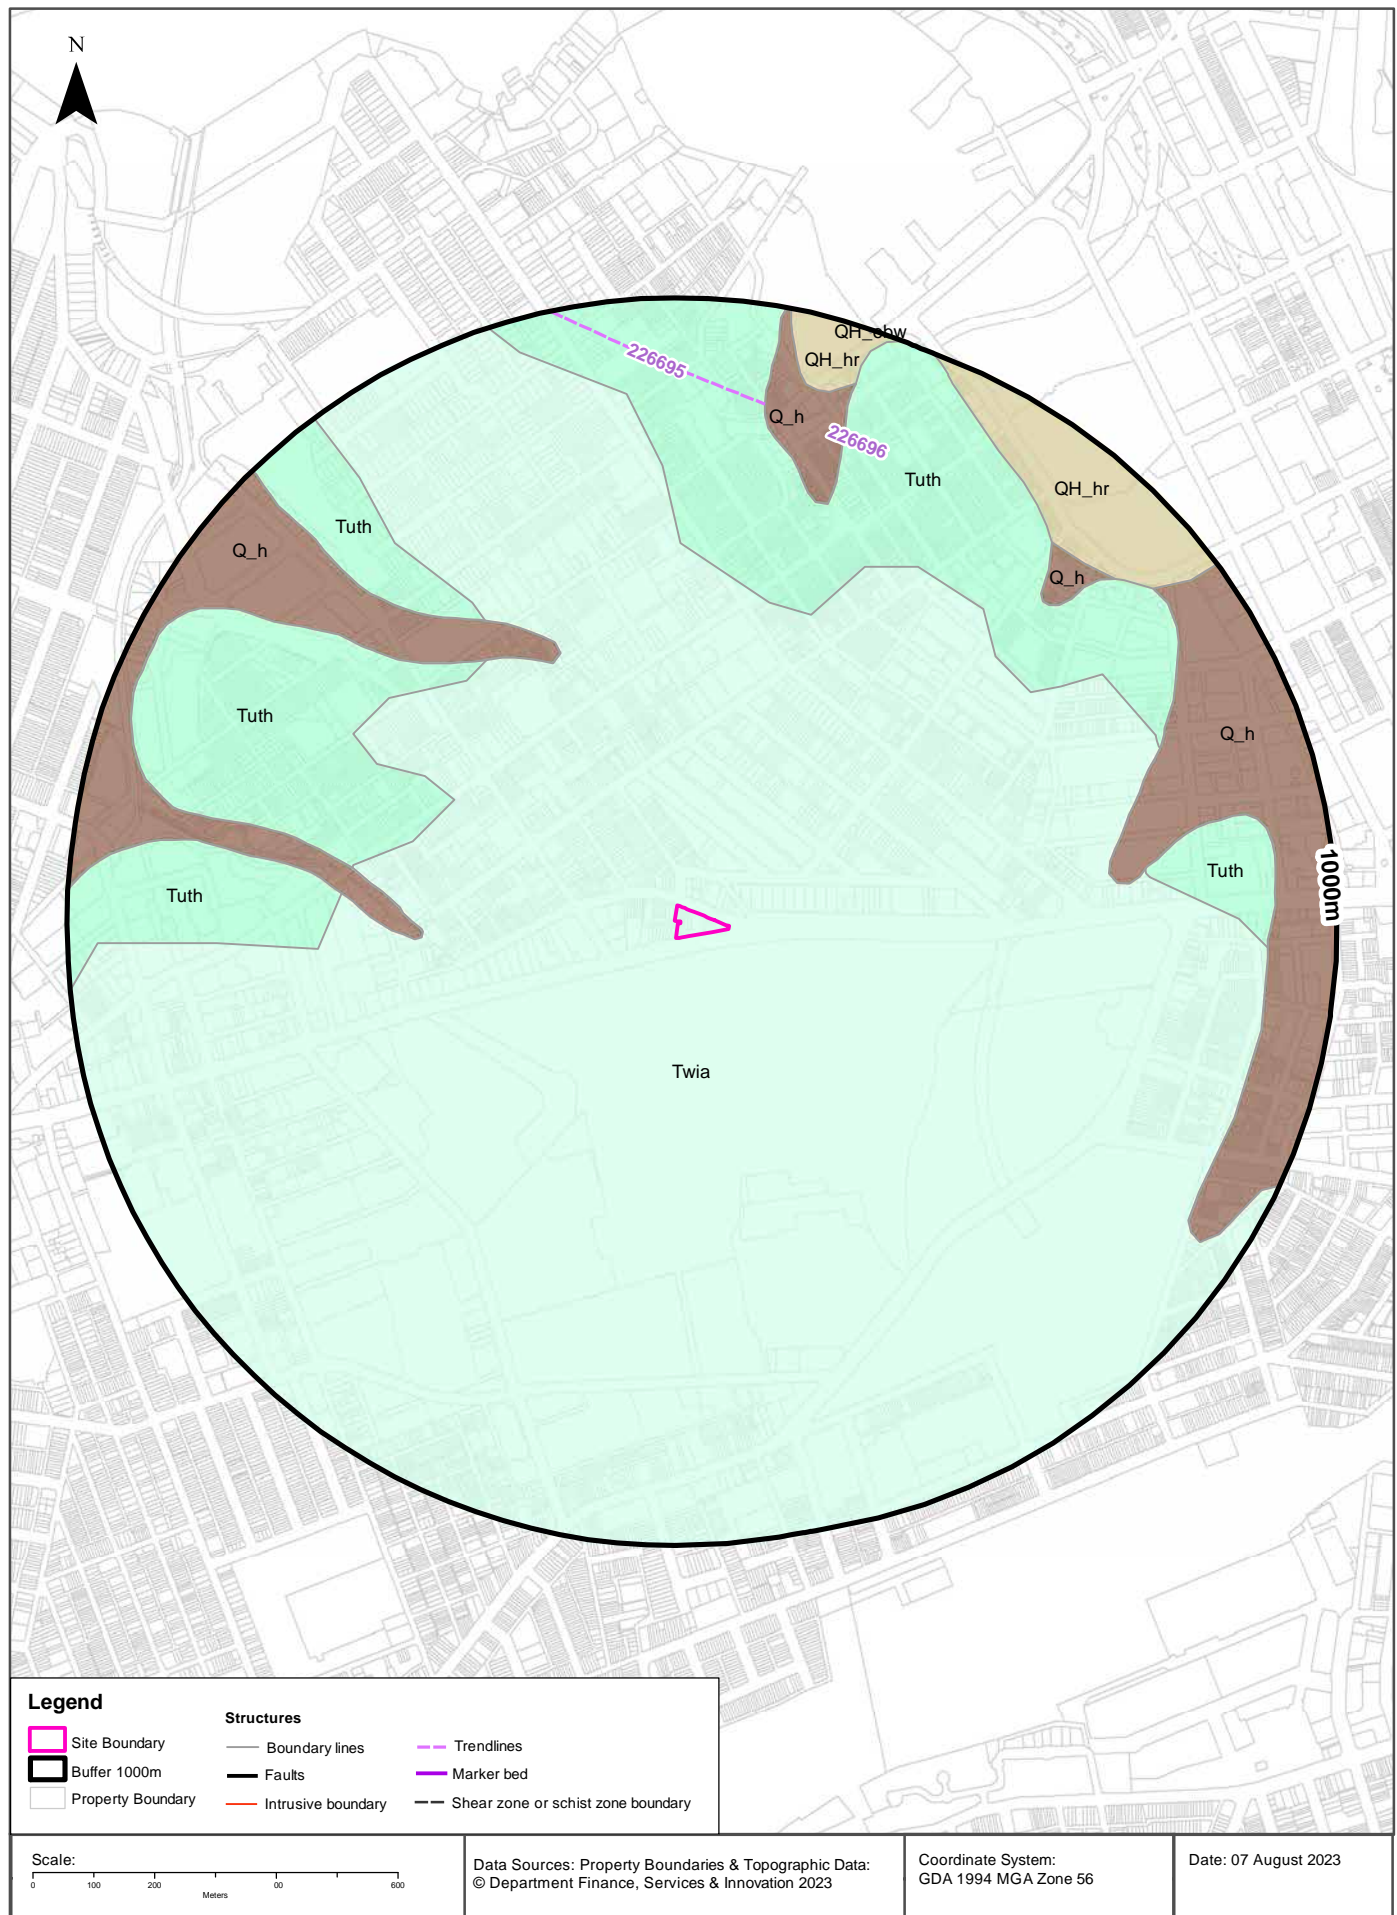 N
QH_obw
226695
QH_hr
Q_h
226696
Tuth
QH_hr
Tuth
Q_h
Q_h
Tuth
Q_h
Tuth
Tuth
1000m
Twia
Legend
Site Boundary
Buffer 1000m
Property Boundary
Structures
Boundary lines
Faults
Intrusive boundary
Trendlines
Marker bed
Shear zone or schist zone boundary
Scale:
0 100 200 00 600
Meters
Data Sources: Property Boundaries & Topographic Data:
© Department Finance, Services & Innovation 2023
Coordinate System:
GDA 1994 MGA Zone 56
Date: 07 August 2023